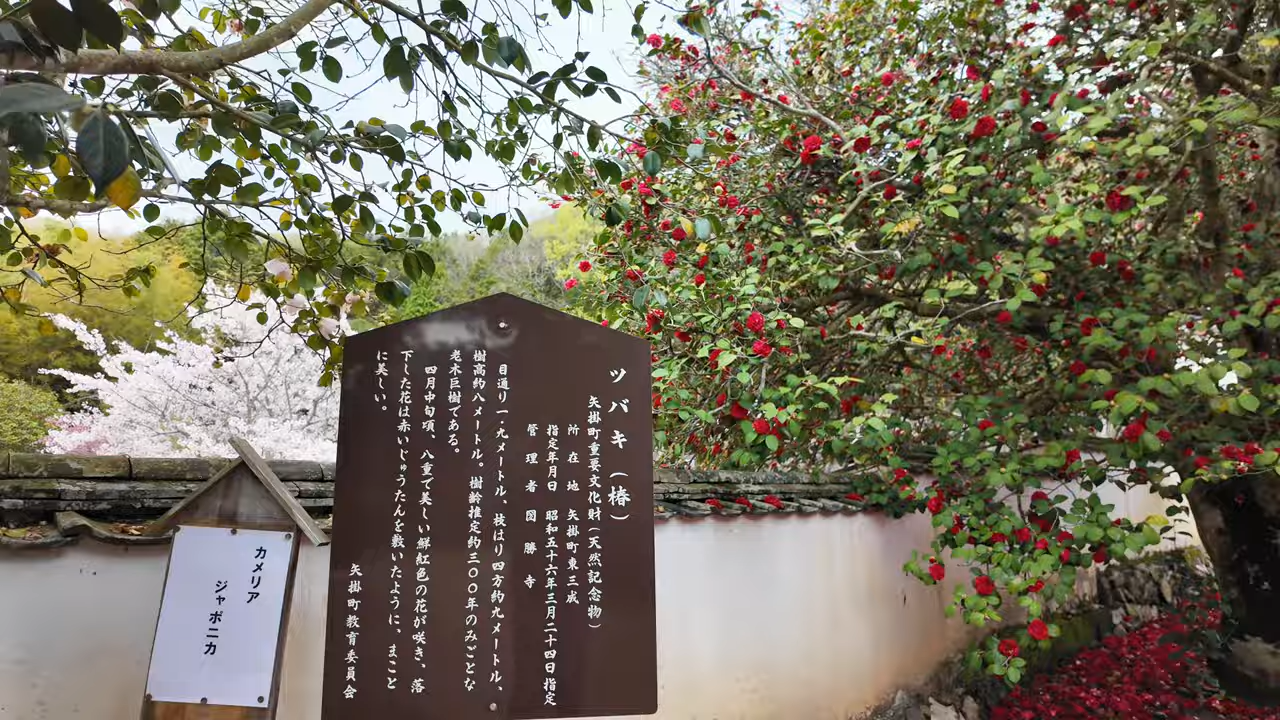 ツバキ（椿）
矢掛町重要文化財（天然記念物）
所在地 矢掛町東三成
指定年月日 昭和五十六年三月二十四日指定
管理者 圀勝寺
目通り一・九メートル、枝はり四方約九メートル、
樹高約八メートル。樹齢推定約三〇〇年のみごとな
老木巨樹である。
四月中旬頃、八重で美しい鮮紅色の花が咲き、落
下した花は赤いじゅうたんを敷いたように、まこと
に美しい。
矢掛町教育委員会
カメリア
ジャポニカ